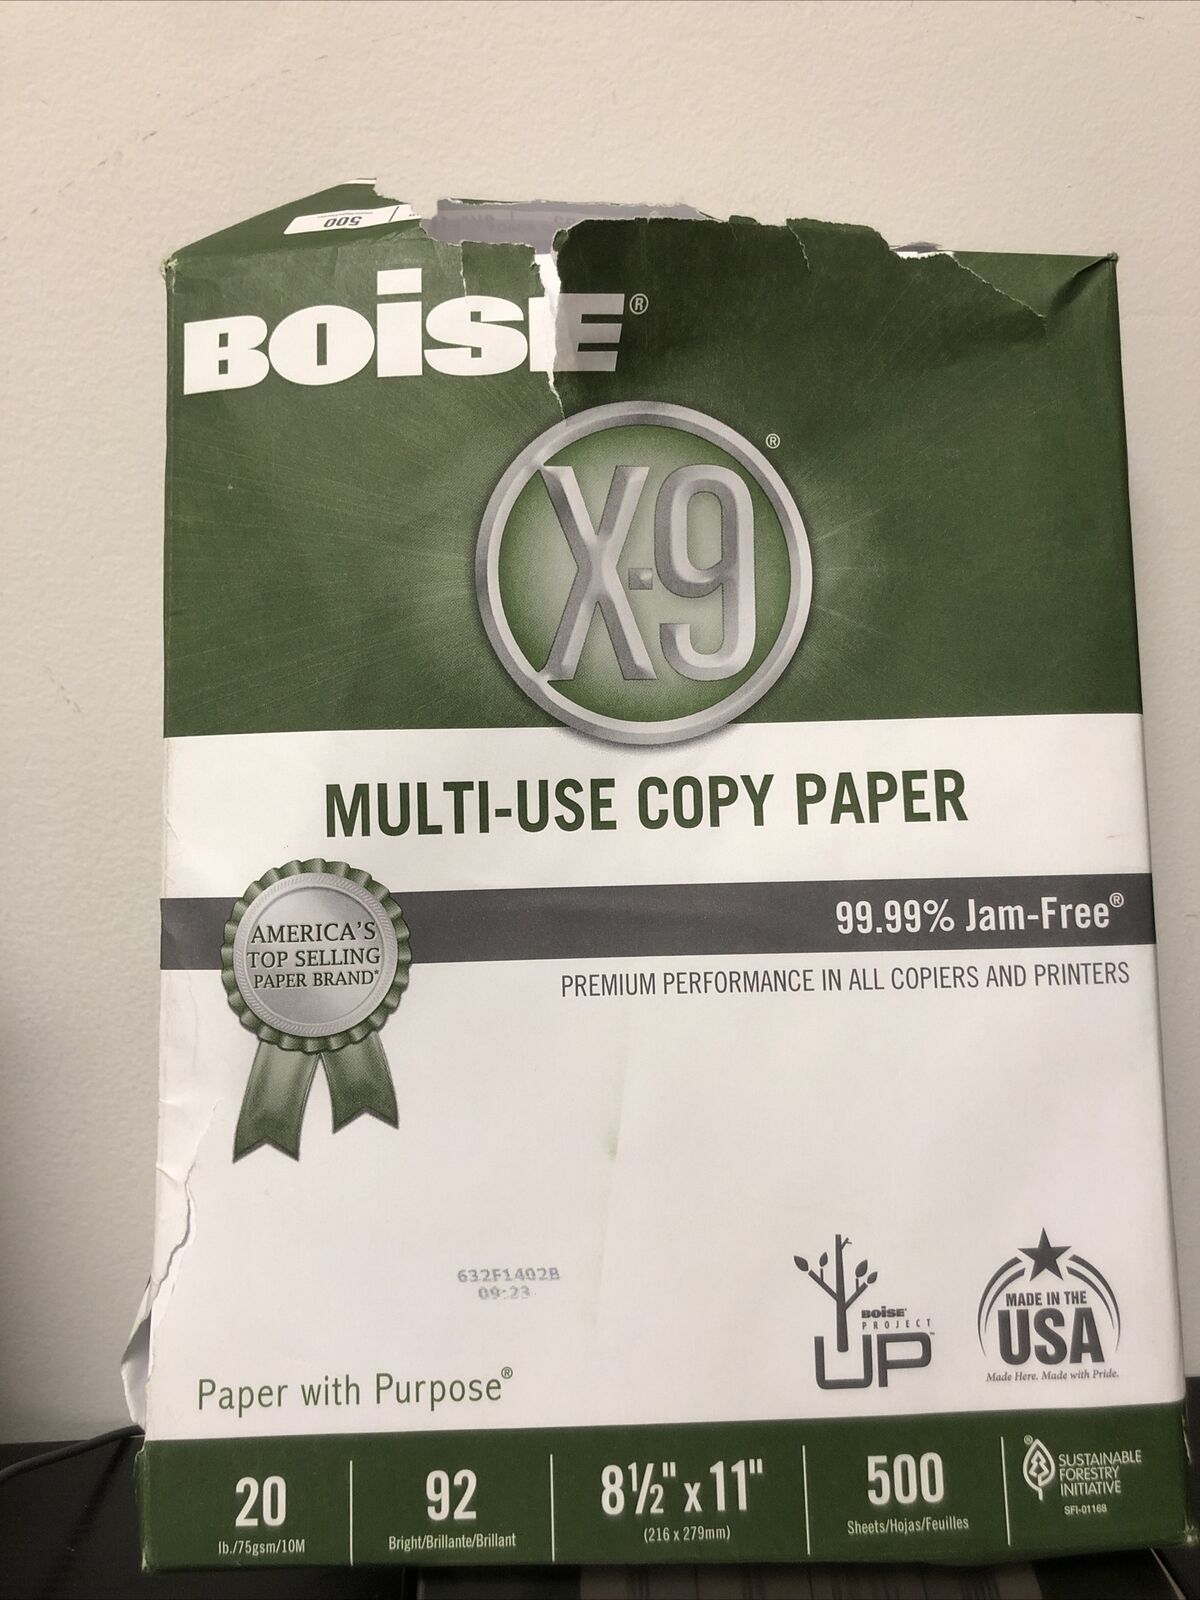 500
BOiSE®
X-9®
MULTI-USE COPY PAPER
99.99% Jam-Free®
AMERICA'S
TOP SELLING
PAPER BRAND*
PREMIUM PERFORMANCE IN ALL COPIERS AND PRINTERS
632F1402B
09:23
BOiSE
PROJECT
UP™
MADE IN THE
USA
Made Here. Made with Pride.
Paper with Purpose®
20
lb./75gsm/10M
92
Bright/Brillante/Brillant
8½" x 11"
(216 x 279mm)
500
Sheets/Hojas/Feuilles
®
SUSTAINABLE
FORESTRY
INITIATIVE
SFI-01168